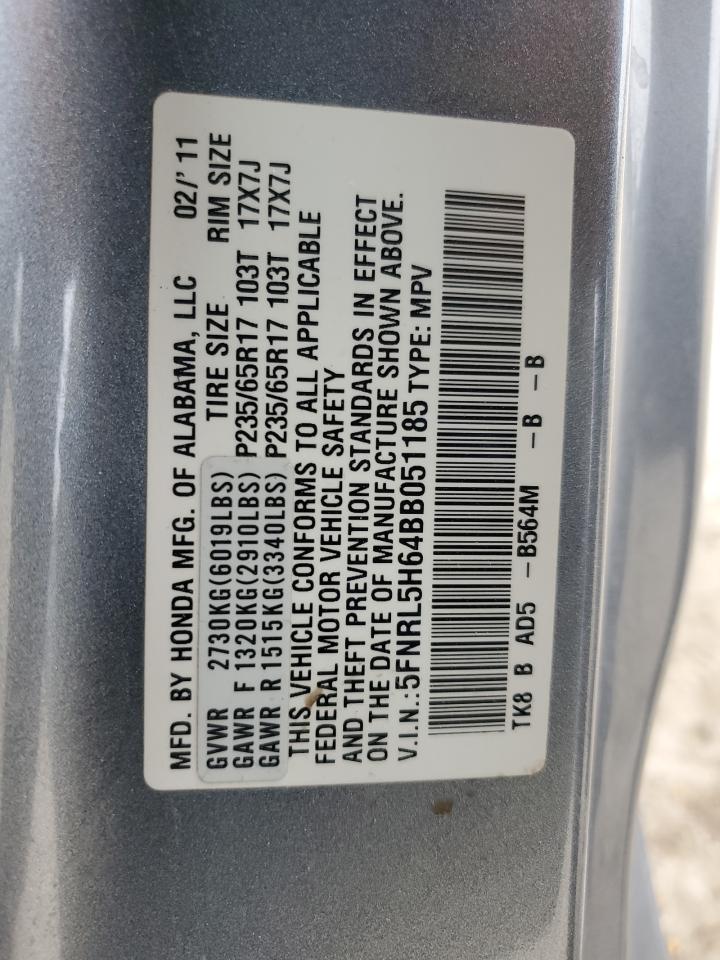 MFD. BY HONDA MFG. OF ALABAMA, LLC 02/'11
GVWR 2730KG(6019LBS) TIRE SIZE RIM SIZE
GAWR F 1320KG(2910LBS) P235/65R17 103T 17X7J
GAWR R 1515KG(3340LBS) P235/65R17 103T 17X7J
THIS VEHICLE CONFORMS TO ALL APPLICABLE
FEDERAL MOTOR VEHICLE SAFETY
AND THEFT PREVENTION STANDARDS IN EFFECT
ON THE DATE OF MANUFACTURE SHOWN ABOVE.
V.I.N.:5FNRL5H64BB051185 TYPE: MPV
TK8 B AD5 -B564M -B -B